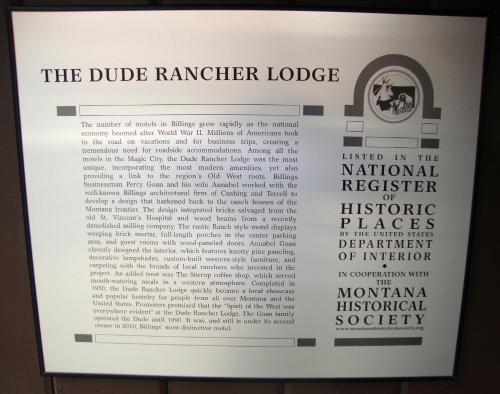 THE DUDE RANCHER LODGE
The number of motels in Billings grew rapidly as the national
economy boomed after World War II. Millions of Americans took
to the road on vacations and for business trips, creating a
tremendous need for roadside accommodations. Among all the
motels in the Magic City, the Dude Rancher Lodge was the most
unique, incorporating the most modern amenities, yet also
providing a link to the region's Old West roots. Billings
businessman Percy Goan and his wife Annabel worked with the
well-known Billings architectural firm of Cushing and Terrell to
develop a design that harkened back to the ranch houses of the
Montana frontier. The design integrated bricks salvaged from the
old St. Vincent's Hospital and wood beams from a recently
demolished milling company. The rustic Ranch style motel displays
weeping brick mortar, full-length porches in the center parking
area, and guest rooms with wood-paneled doors. Annabel Goan
cleverly designed the interior, which features knotty pine paneling,
decorative lampshades, custom-built western-style furniture, and
carpeting with the brands of local ranchers who invested in the
project. An added treat was The Stirrup coffee shop, which served
mouth-watering meals in a western atmosphere. Completed in
1950, the Dude Rancher Lodge quickly became a local showcase
and popular hostelry for people from all over Montana and the
United States. Promoters promised that the "Spirit of the West was
everywhere evident" at the Dude Rancher Lodge. The Goan family
operated the Dude until 1990. It was, and still is under its second
owner in 2010, Billings' most distinctive motel.
LISTED IN THE
NATIONAL
REGISTER
OF
HISTORIC
PLACES
BY THE UNITED STATES
DEPARTMENT
OF INTERIOR
•
IN COOPERATION WITH
THE
MONTANA
HISTORICAL
SOCIETY
www.montanahistoricalsociety.org